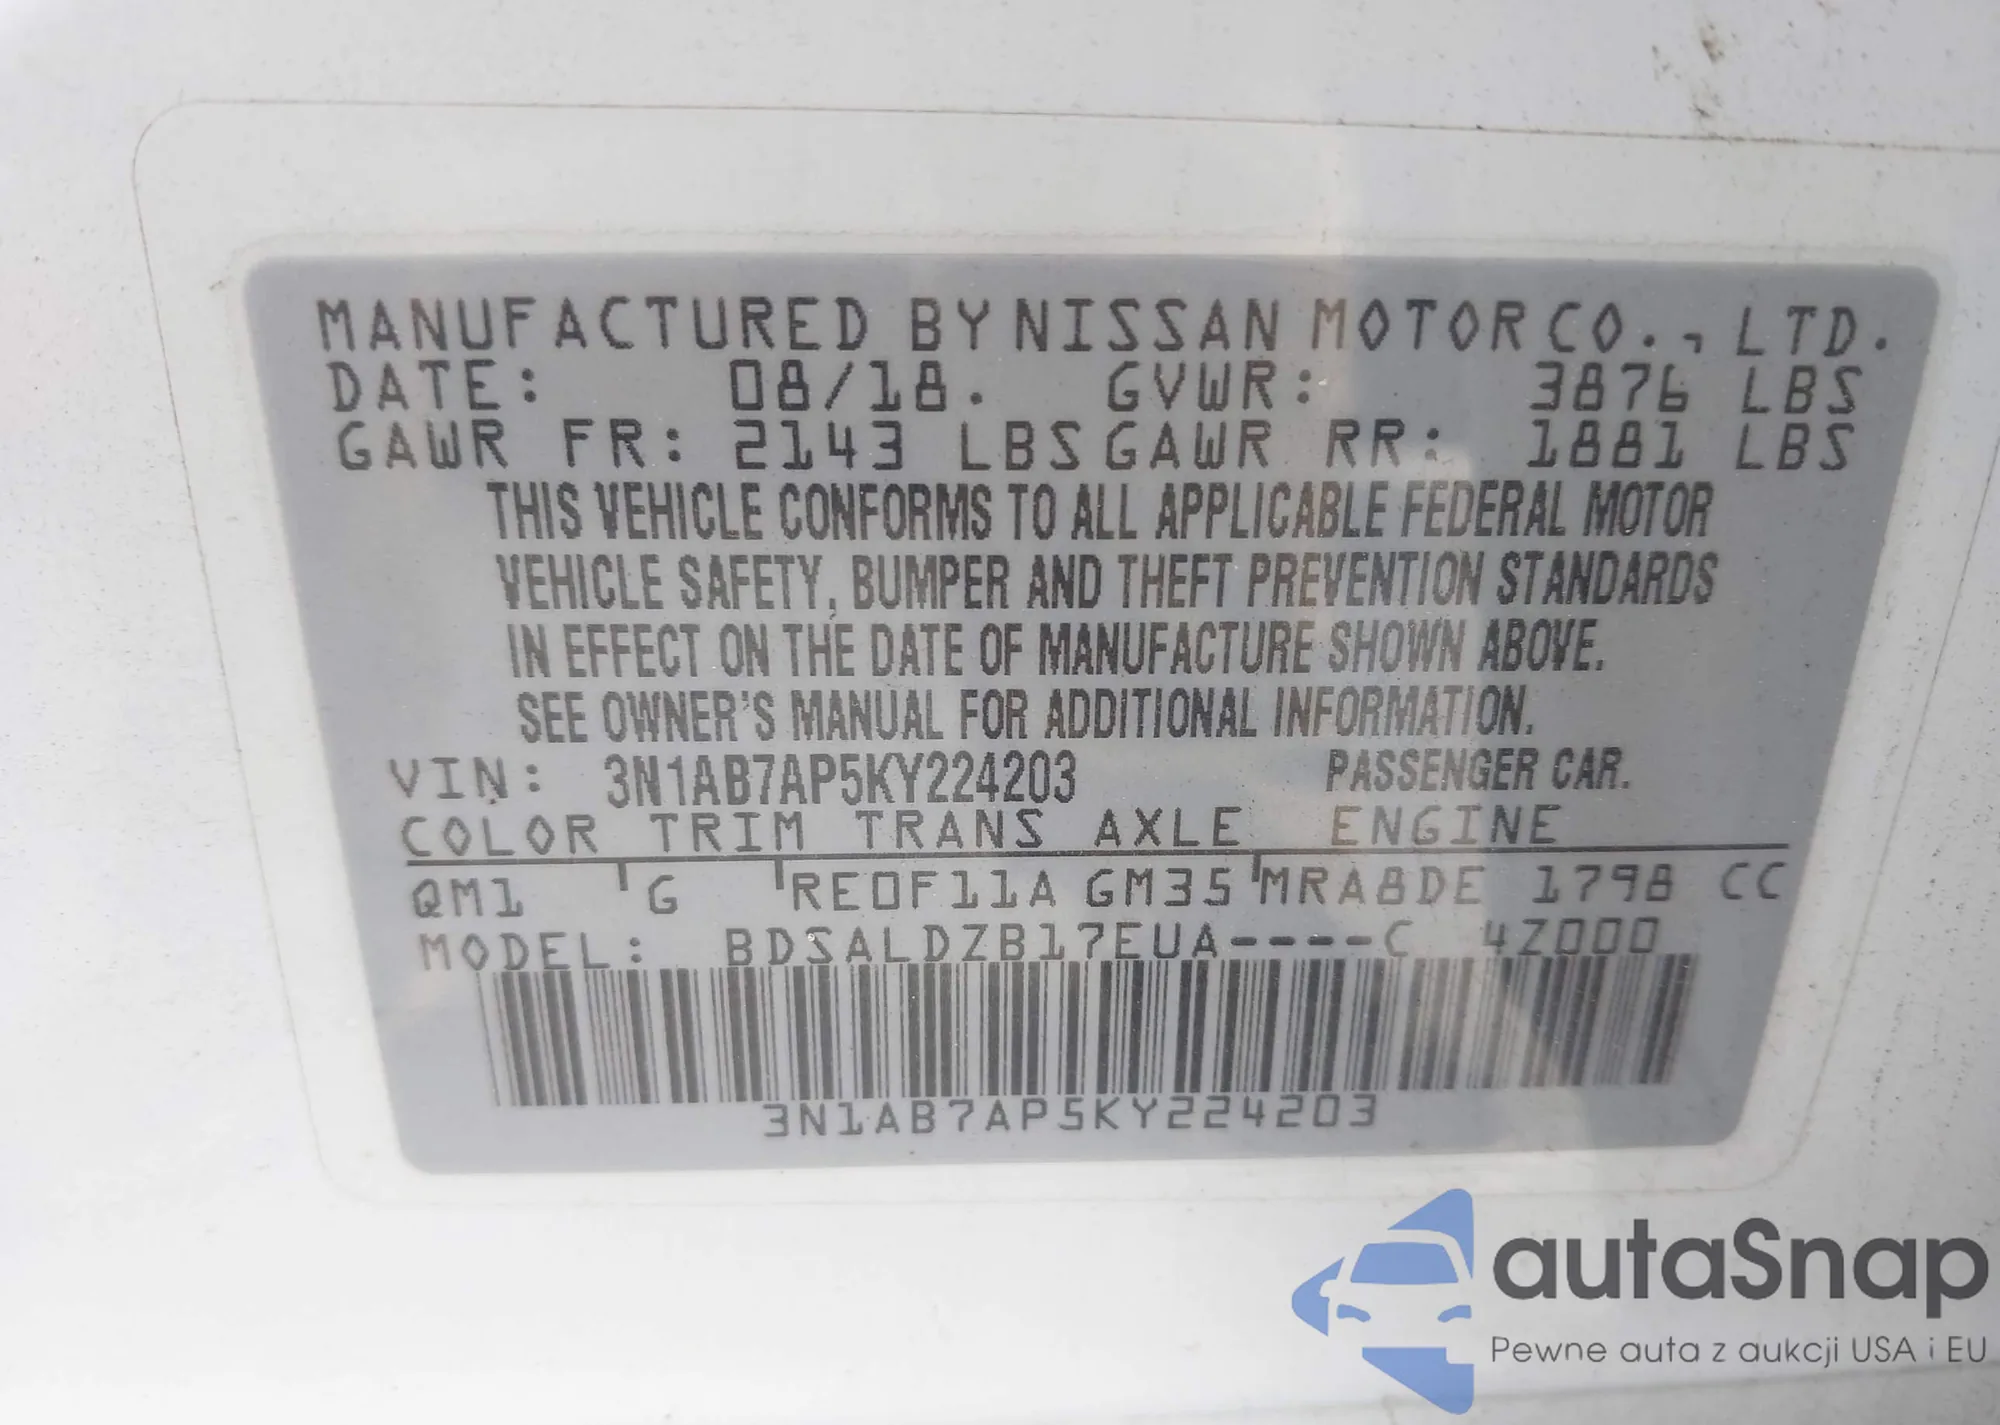 MANUFACTURED BY NISSAN MOTOR CO., LTD.
DATE: 08/18. GVWR: 3876 LBS
GAWR FR: 2143 LBS GAWR RR: 1881 LBS
THIS VEHICLE CONFORMS TO ALL APPLICABLE FEDERAL MOTOR
VEHICLE SAFETY, BUMPER AND THEFT PREVENTION STANDARDS
IN EFFECT ON THE DATE OF MANUFACTURE SHOWN ABOVE.
SEE OWNER'S MANUAL FOR ADDITIONAL INFORMATION.
VIN: 3N1AB7AP5KY224203 PASSENGER CAR.
COLOR TRIM TRANS AXLE ENGINE
QM1 G RE0F11A GM35 MRA8DE 1798 CC
MODEL: BDSALDZB17EUA----C 4Z000
3N1AB7AP5KY224203
autaSnap
Pewne auta z aukcji USA i EU